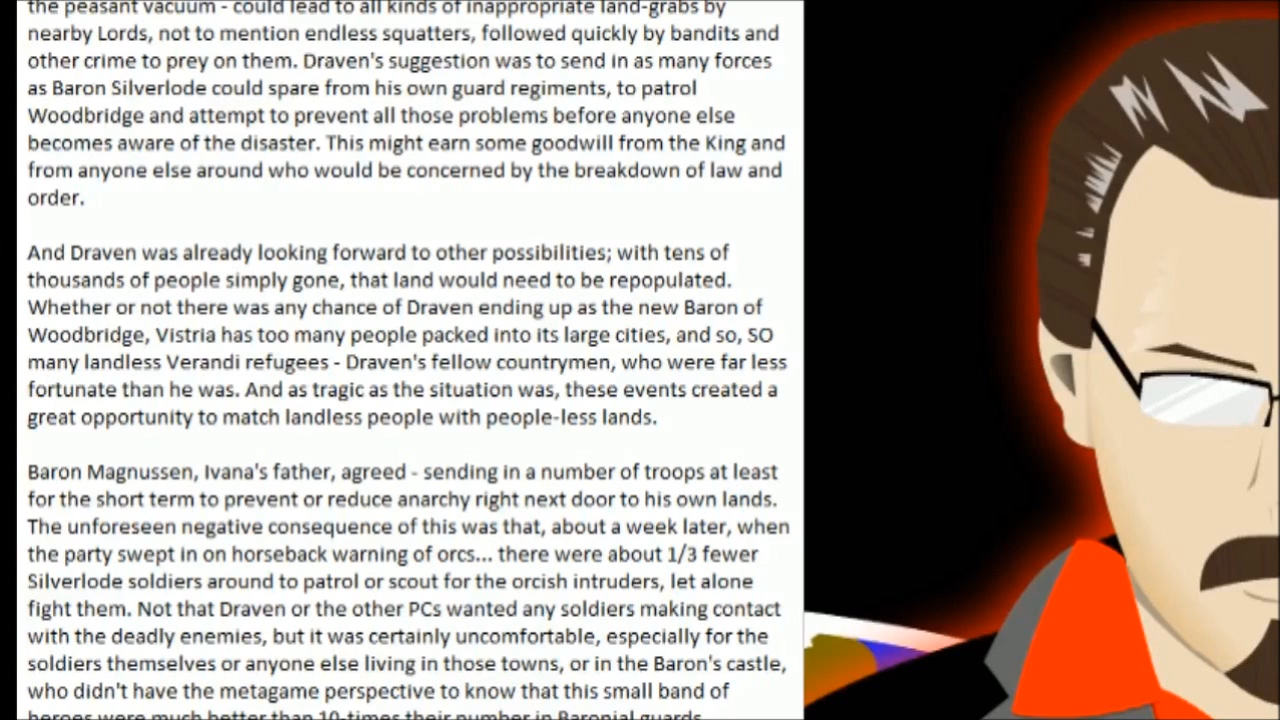 the peasant vacuum - could lead to all kinds of inappropriate land-grabs by
nearby Lords, not to mention endless squatters, followed quickly by bandits and
other crime to prey on them. Draven's suggestion was to send in as many forces
as Baron Silverlode could spare from his own guard regiments, to patrol
Woodbridge and attempt to prevent all those problems before anyone else
becomes aware of the disaster. This might earn some goodwill from the King and
from anyone else around who would be concerned by the breakdown of law and
order.
And Draven was already looking forward to other possibilities; with tens of
thousands of people simply gone, that land would need to be repopulated.
Whether or not there was any chance of Draven ending up as the new Baron of
Woodbridge, Vistria has too many people packed into its large cities, and so, SO
many landless Verandi refugees - Draven's fellow countrymen, who were far less
fortunate than he was. And as tragic as the situation was, these events created a
great opportunity to match landless people with people-less lands.
Baron Magnussen, Ivana's father, agreed - sending in a number of troops at least
for the short term to prevent or reduce anarchy right next door to his own lands.
The unforeseen negative consequence of this was that, about a week later, when
the party swept in on horseback warning of orcs... there were about 1/3 fewer
Silverlode soldiers around to patrol or scout for the orcish intruders, let alone
fight them. Not that Draven or the other PCs wanted any soldiers making contact
with the deadly enemies, but it was certainly uncomfortable, especially for the
soldiers themselves or anyone else living in those towns, or in the Baron's castle,
who didn't have the metagame perspective to know that this small band of
heroes were much better than 10-times their number in Baronial guards